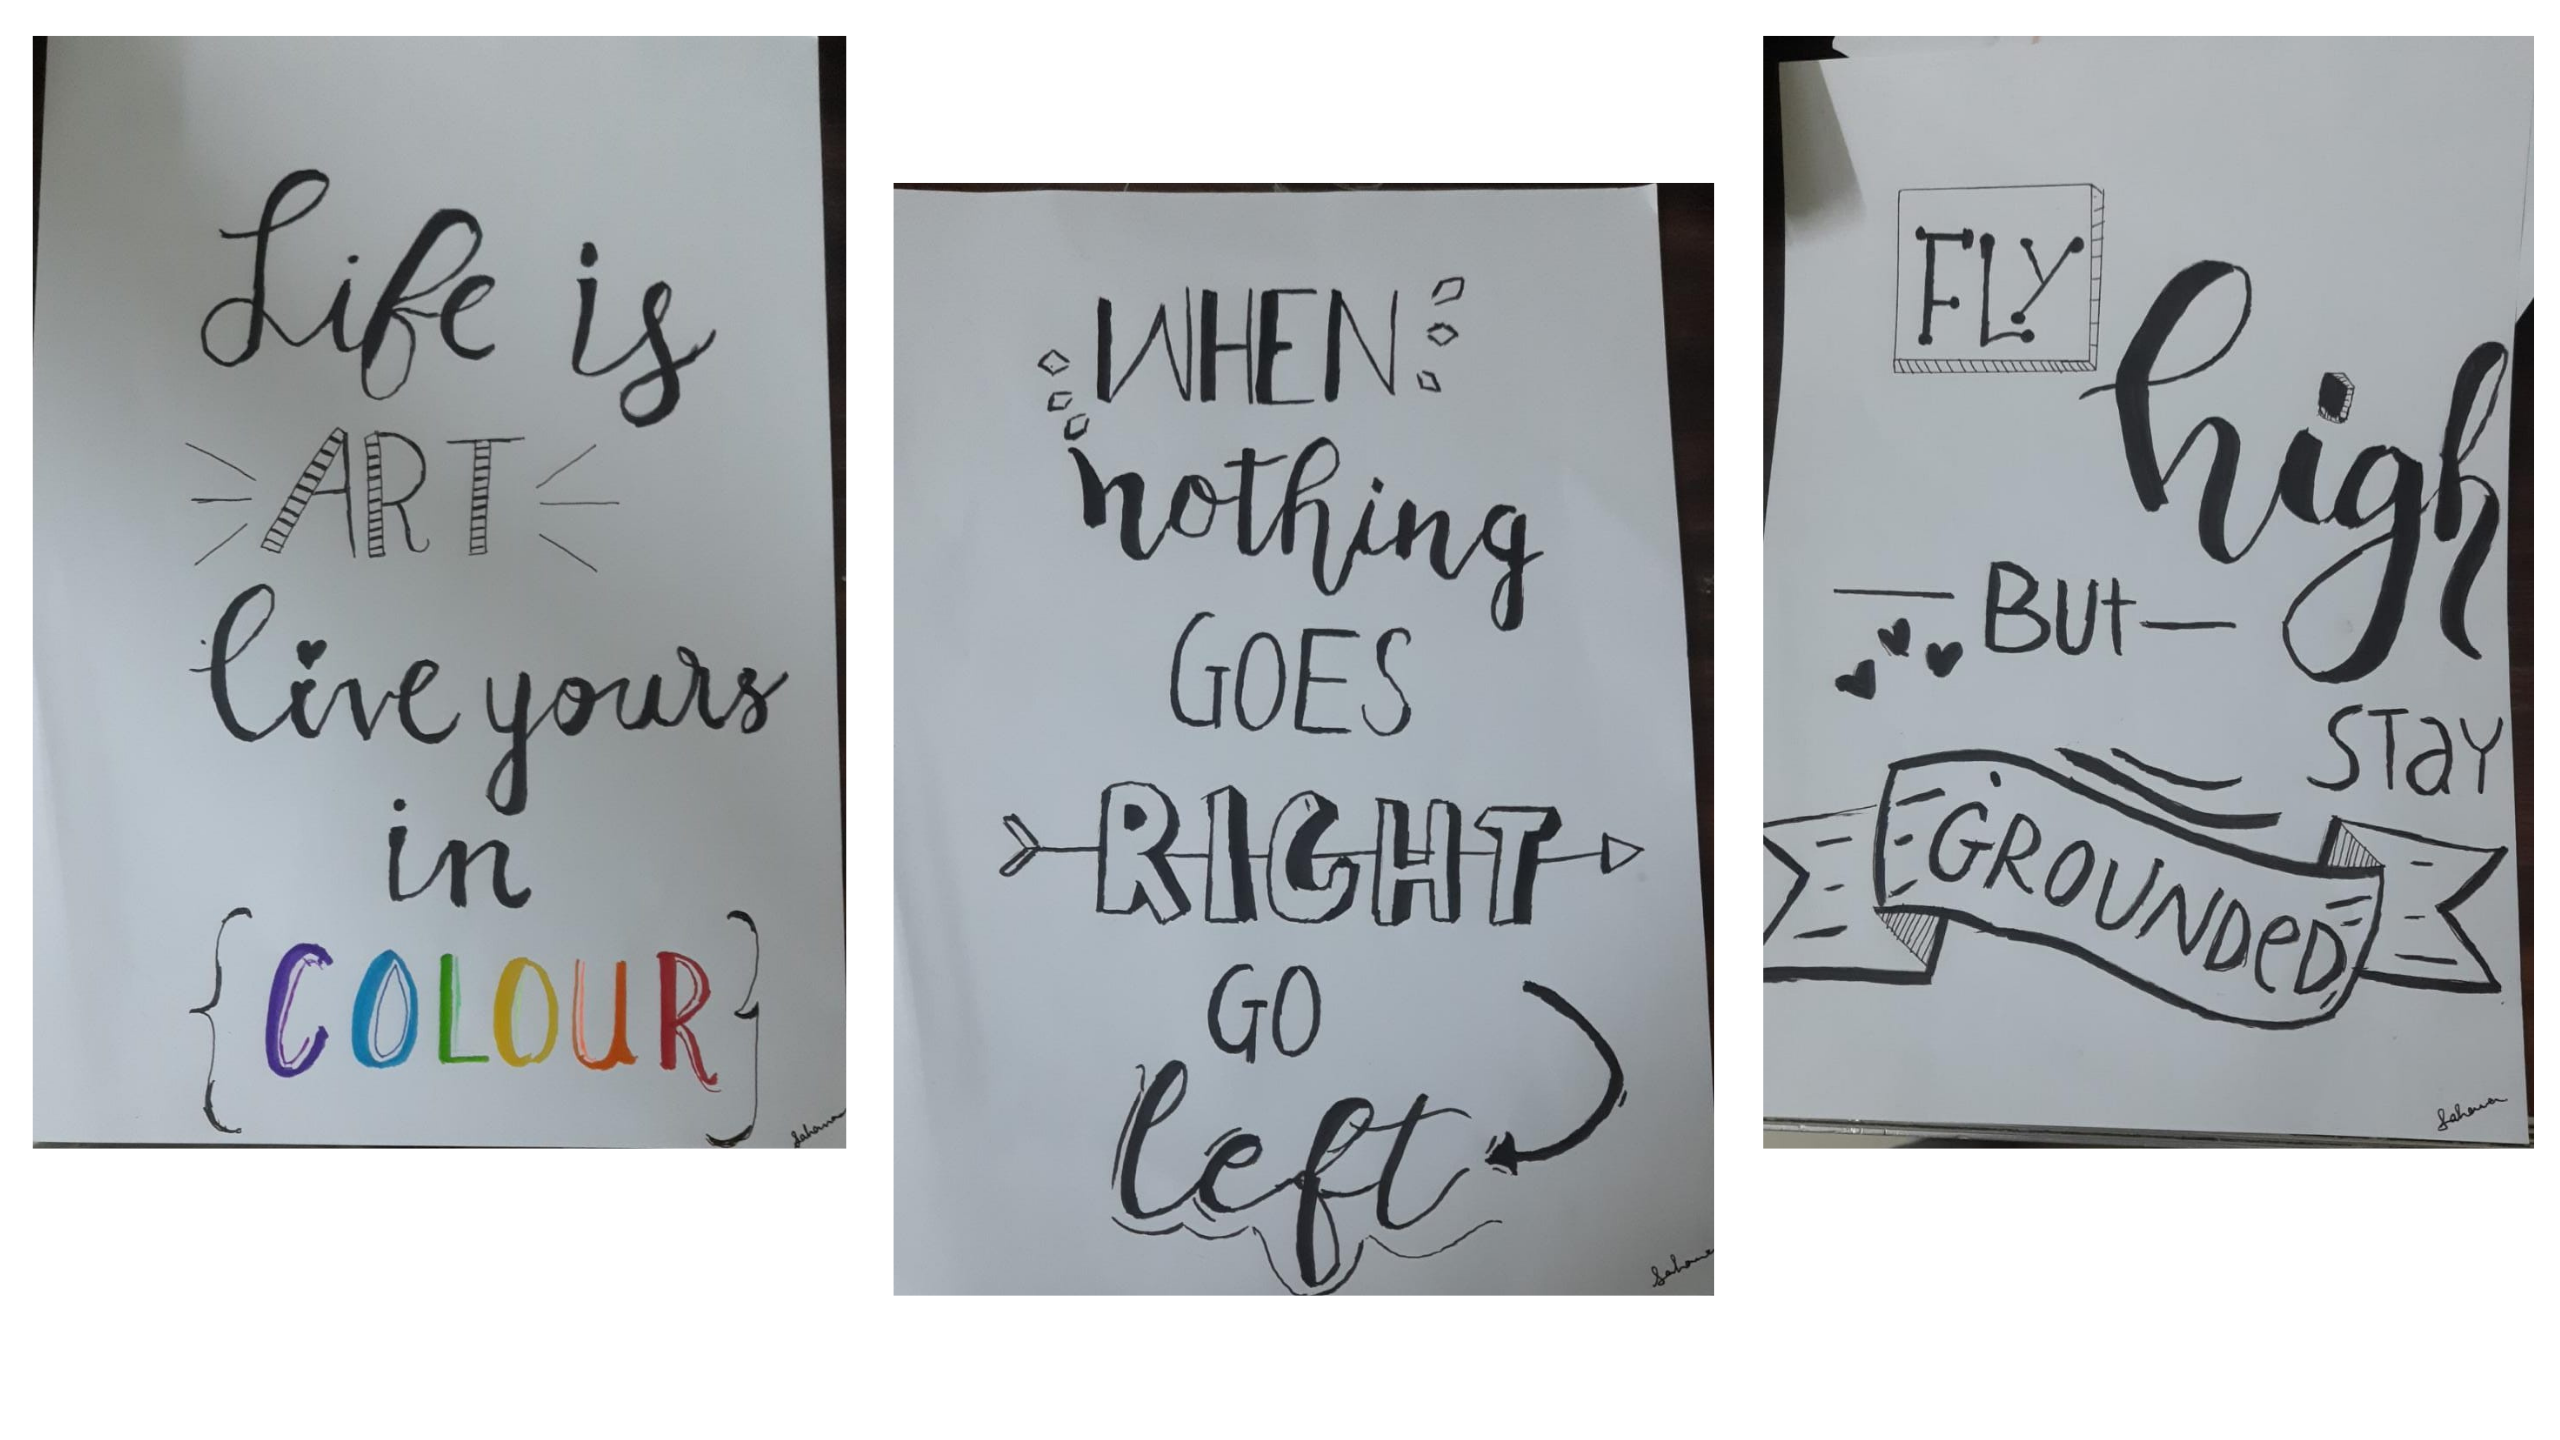 Life is
ART
live yours
in
{COLOUR}
Sahana
WHEN
nothing
GOES
RIGHT
GO
left
Sahana
FLY
high
BUt
STaY
GROUNDeD
Sahana